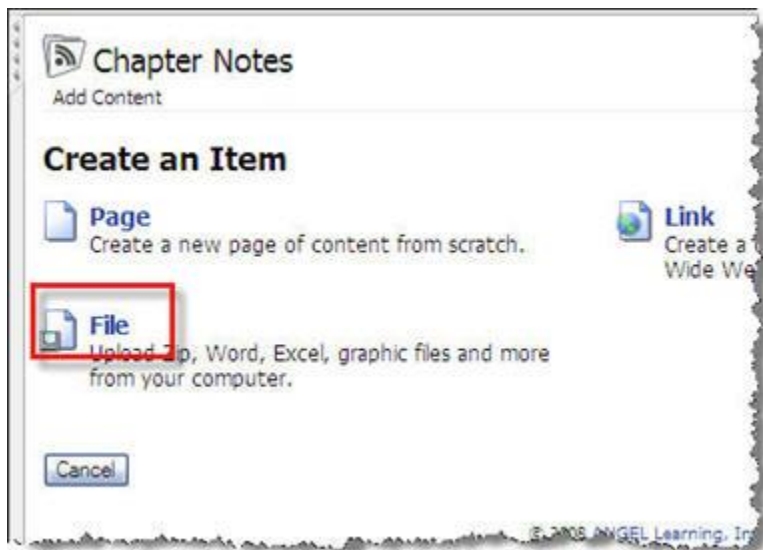 Chapter Notes
Add Content
Create an Item
Page
Create a new page of content from scratch.
Link
Create a
Wide We
File
Upload Zip, Word, Excel, graphic files and more
from your computer.
Cancel
© 2008 ANGEL Learning, In